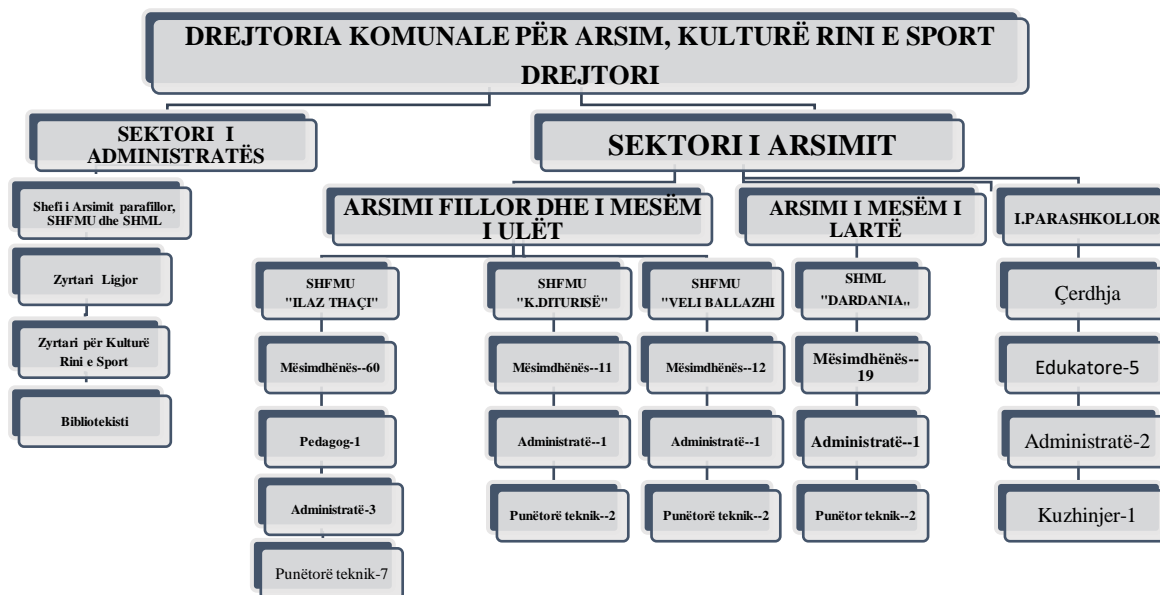 DREJTORIA KOMUNALE PËR ARSIM, KULTURË RINI E SPORT
DREJTORI
SEKTORI I
ADMINISTRATËS
Shefi i Arsimit parafillor,
SHFMU dhe SHML
Zyrtari Ligjor
Zyrtari për Kulturë
Rini e Sport
Bibliotekisti
SEKTORI I ARSIMIT
ARSIMI FILLOR DHE I MESËM
I ULËT
SHFMU
"ILAZ THAÇI"
Mësimdhënës--60
Pedagog-1
Administratë-3
Punëtorë teknik-7
SHFMU
"K.DITURISË"
Mësimdhënës--11
Administratë--1
Punëtorë teknik--2
SHFMU
"VELI BALLAZHI
Mësimdhënës--12
Administratë--1
Punëtorë teknik--2
ARSIMI I MESËM I
LARTË
SHML
"DARDANIA,,
Mësimdhënës--
19
Administratë--1
Punëtor teknik--2
I.PARASHKOLLOR
Çerdhja
Edukatore-5
Administratë-2
Kuzhinjer-1